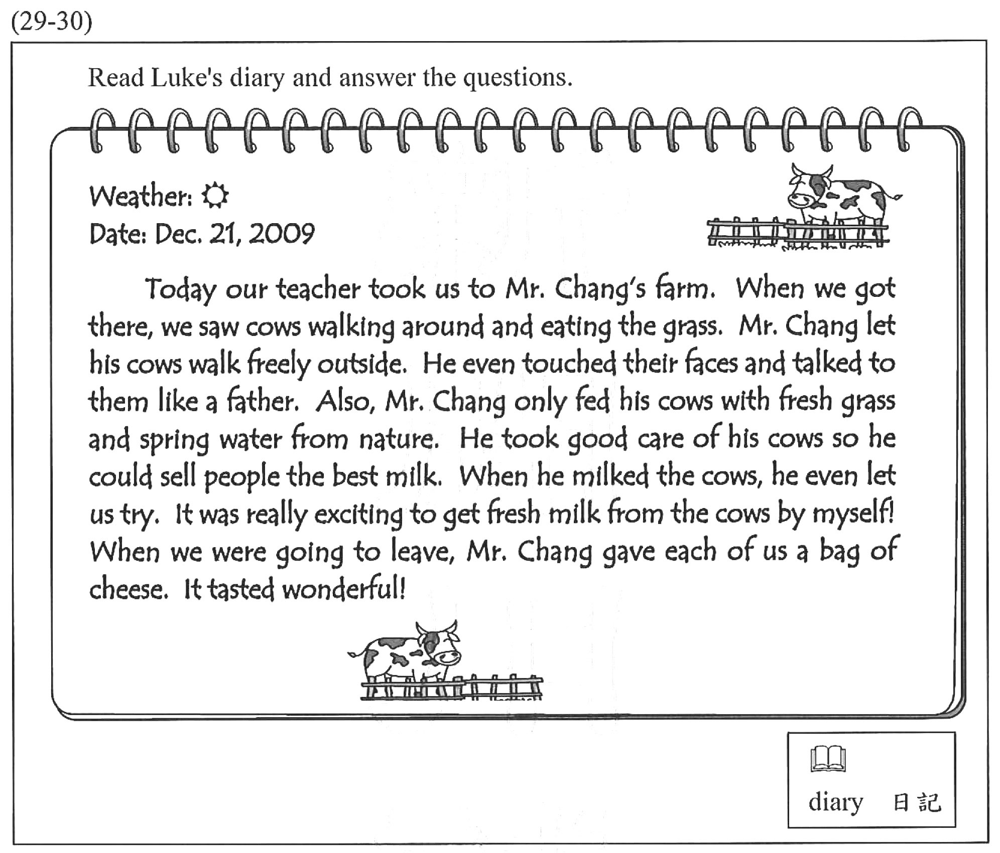 (29-30)
Read Luke's diary and answer the questions.
Weather:
Date: Dec. 21, 2009
Today our teacher took us to Mr. Chang's farm. When we got
there, we saw cows walking around and eating the grass. Mr. Chang let
his cows walk freely outside. He even touched their faces and talked to
them like a father. Also, Mr. Chang only fed his cows with fresh grass
and spring water from nature. He took good care of his cows so he
could sell people the best milk. When he milked the cows, he even let
us try. It was really exciting to get fresh milk from the cows by myself!
When we were going to leave, Mr. Chang gave each of us a bag of
cheese. It tasted wonderful!
diary 日記